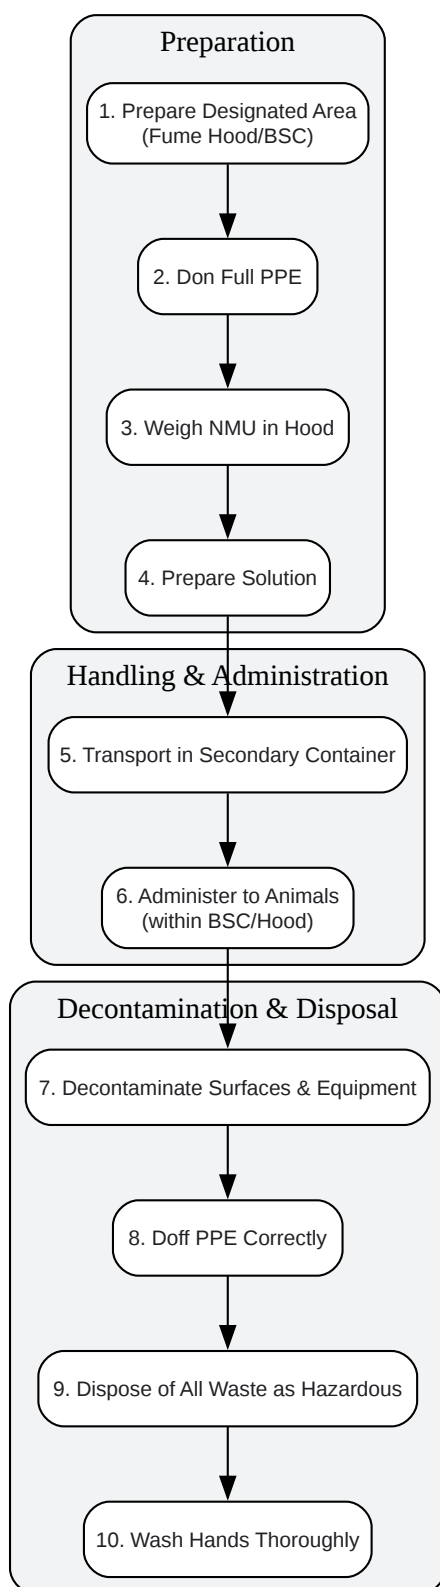 Preparation
1. Prepare Designated Area
(Fume Hood/BSC)
2. Don Full PPE
3. Weigh NMU in Hood
4. Prepare Solution
Handling & Administration
5. Transport in Secondary Container
6. Administer to Animals
(within BSC/Hood)
Decontamination & Disposal
7. Decontaminate Surfaces & Equipment
8. Doff PPE Correctly
9. Dispose of All Waste as Hazardous
10. Wash Hands Thoroughly